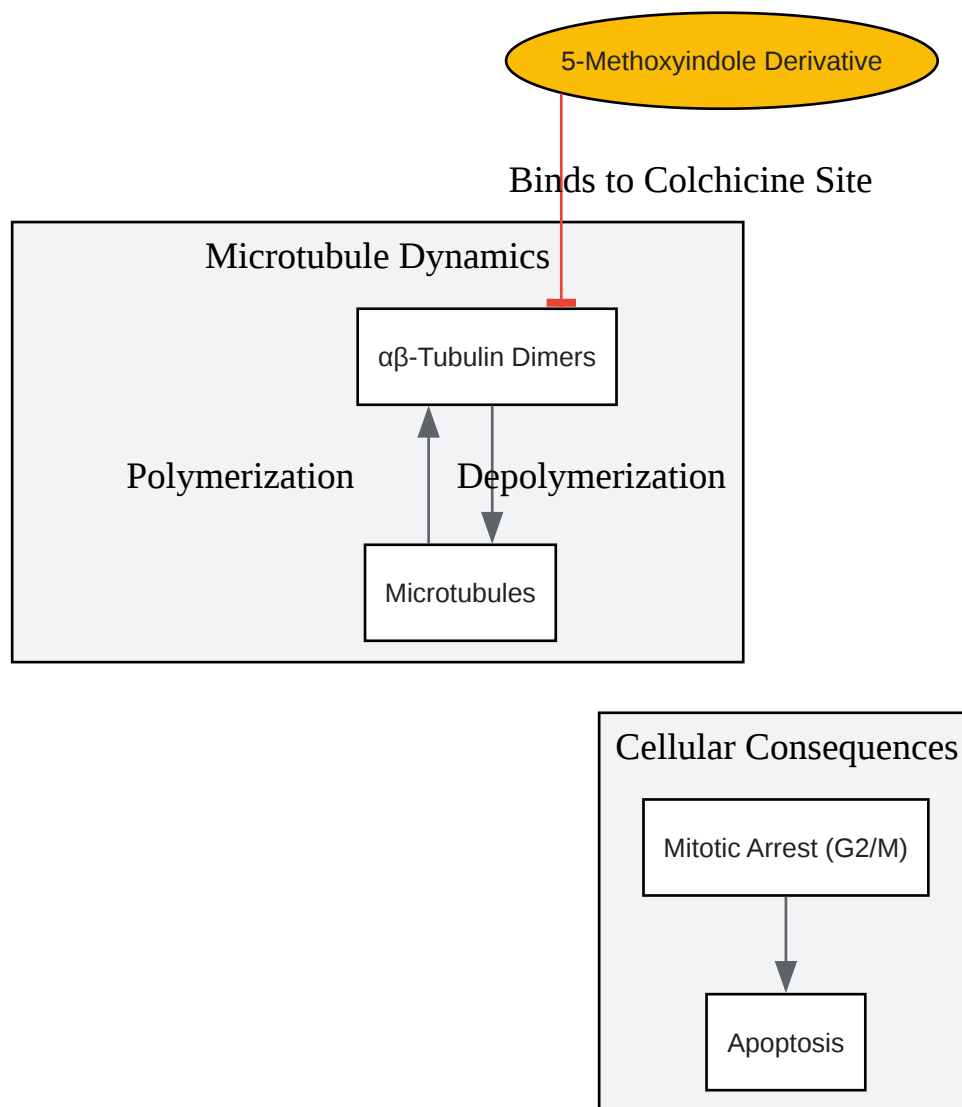 5-Methoxyindole Derivative
Binds to Colchicine Site
Microtubule Dynamics
αβ-Tubulin Dimers
Polymerization
Depolymerization
Microtubules
Cellular Consequences
Mitotic Arrest (G2/M)
Apoptosis